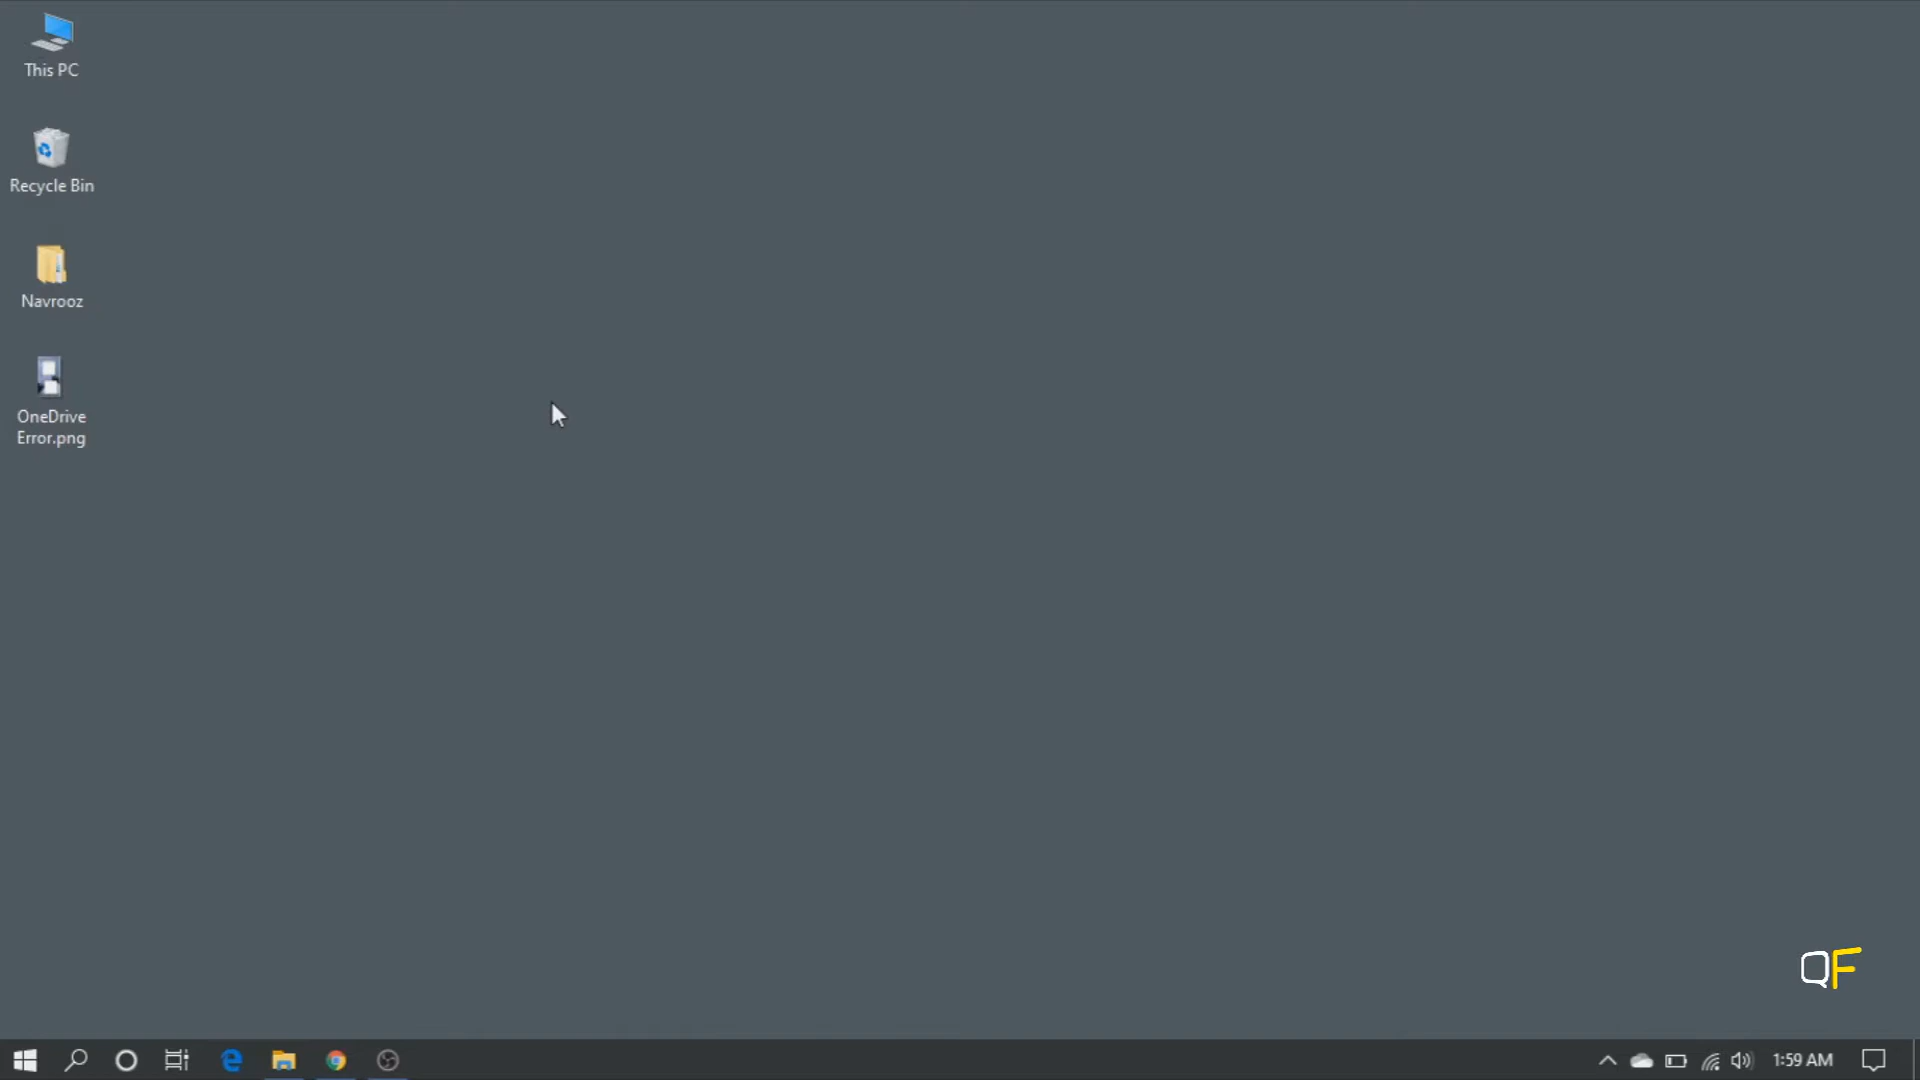 This PC
Recycle Bin
Navrooz
OneDrive
Error.png
QF
1:59 AM